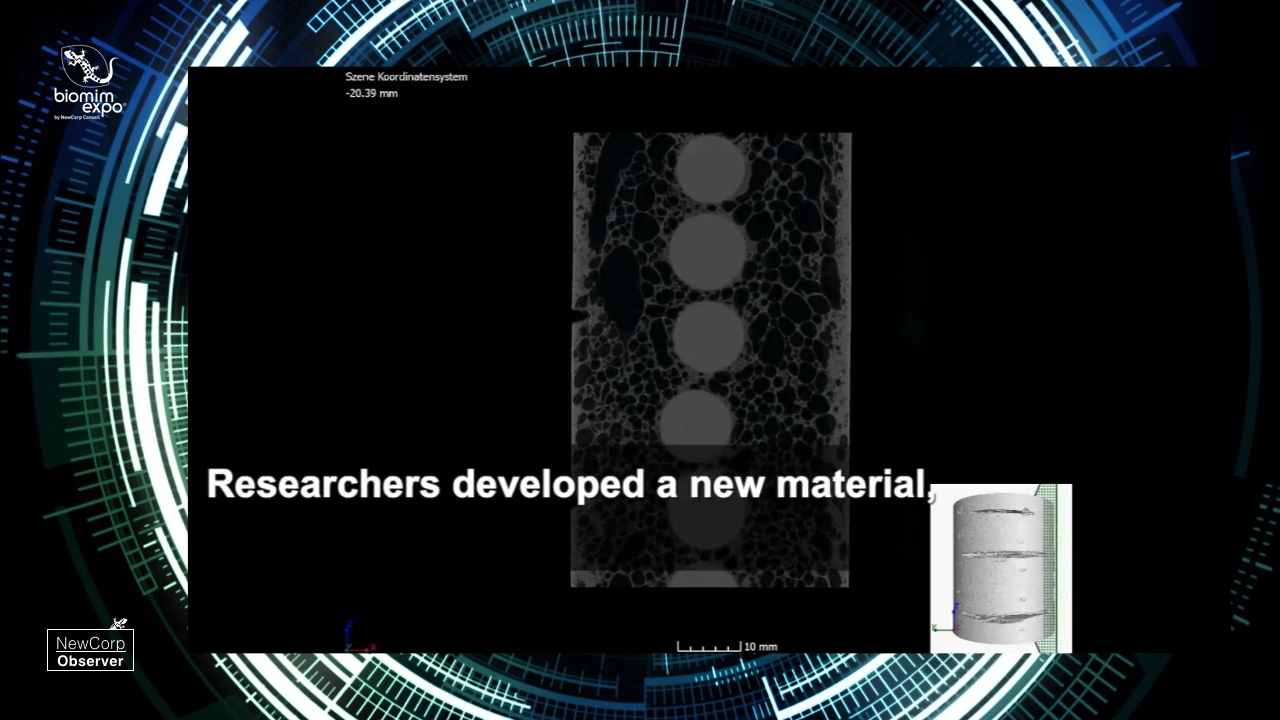 biomim
expo®
by NewCorp Conseil
Szene Koordinatensystem
-20.39 mm
Researchers developed a new material,
10 mm
NewCorp
Observer